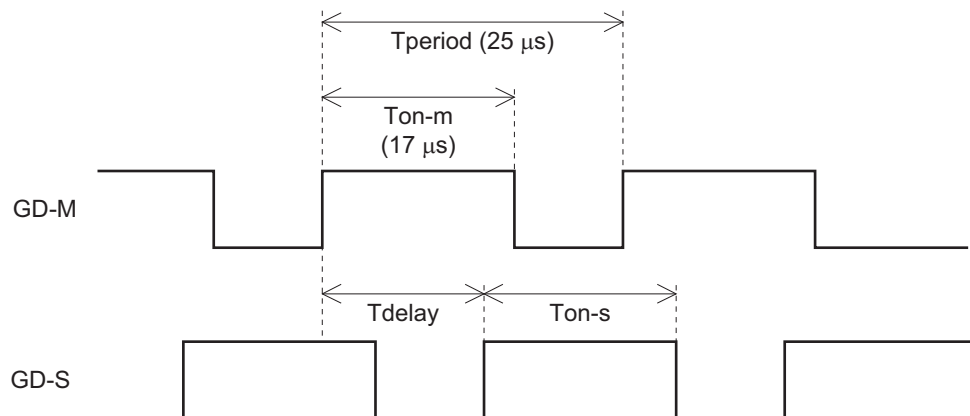 Tperiod (25 μs)
Ton-m
(17 μs)
GD-M
Tdelay
Ton-s
GD-S